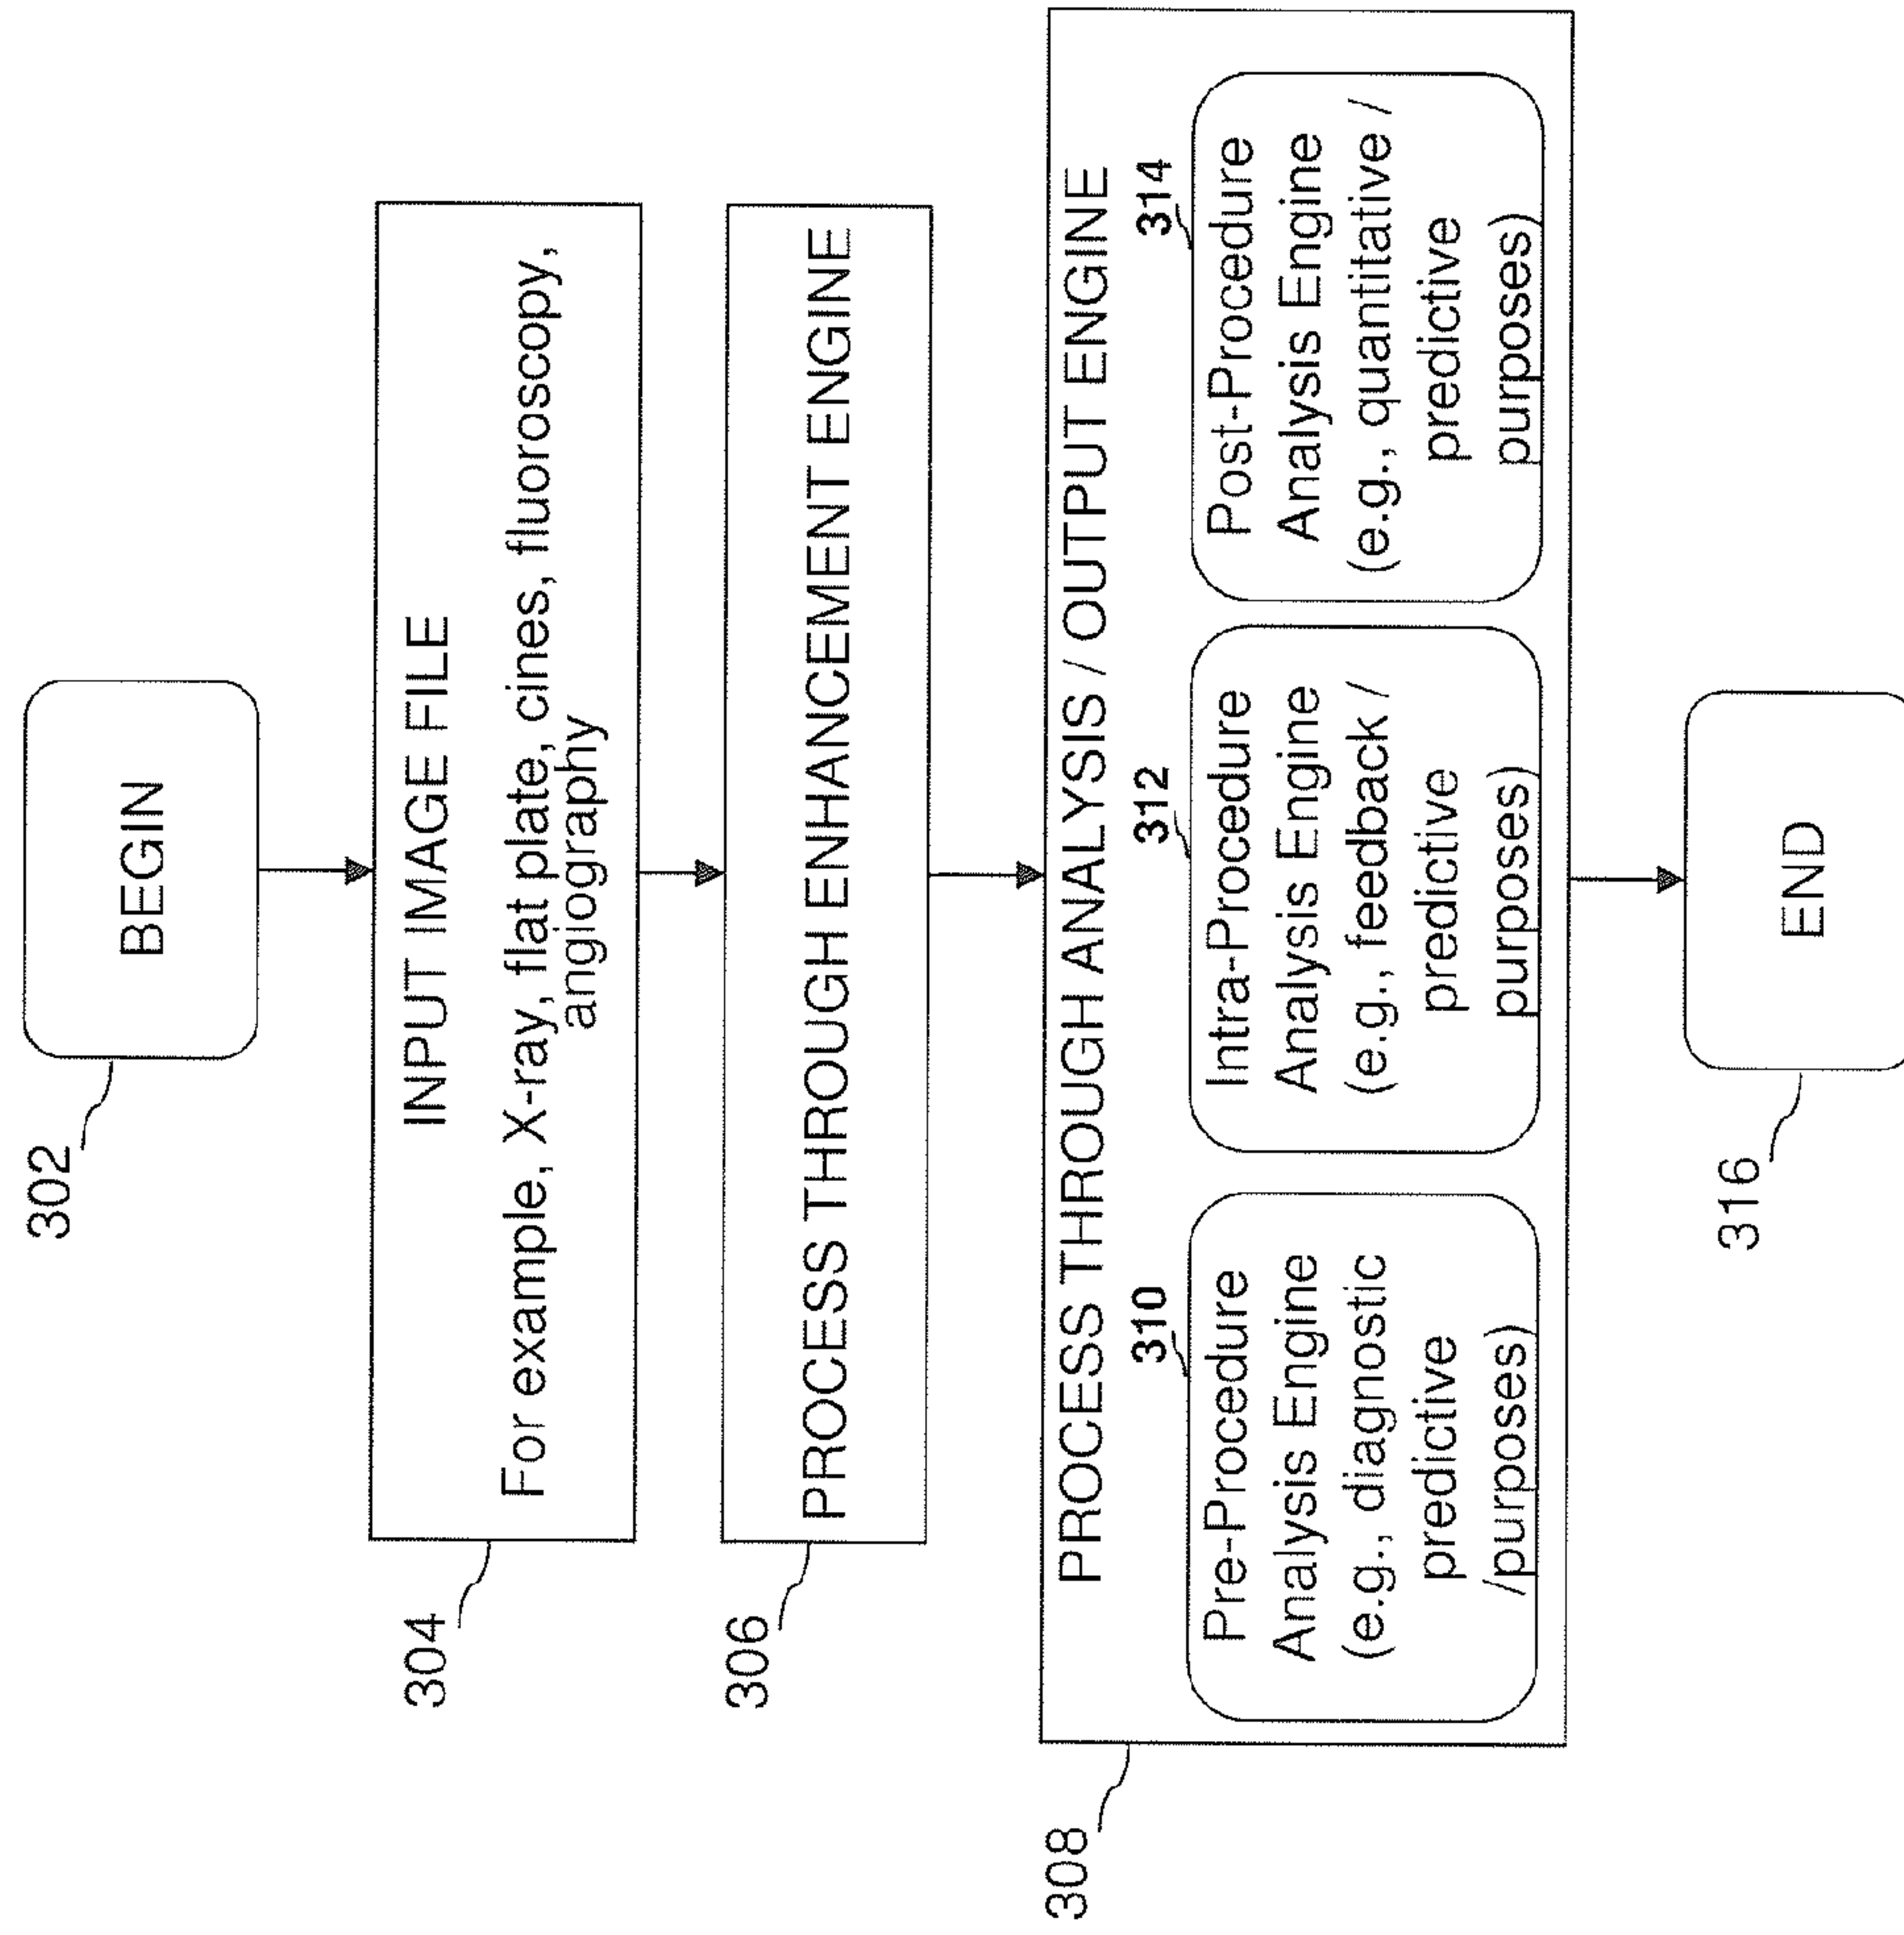 302
BEGIN
304
INPUT IMAGE FILE
For example, X-ray, flat plate, cines, fluoroscopy,
angiography
306
PROCESS THROUGH ENHANCEMENT ENGINE
308
PROCESS THROUGH ANALYSIS / OUTPUT ENGINE
310
Pre-Procedure
Analysis Engine
(e.g., diagnostic
predictive
/purposes)
312
Intra-Procedure
Analysis Engine
(e.g., feedback /
predictive
purposes)
314
Post-Procedure
Analysis Engine
(e.g., quantitative /
predictive
purposes)
316
END